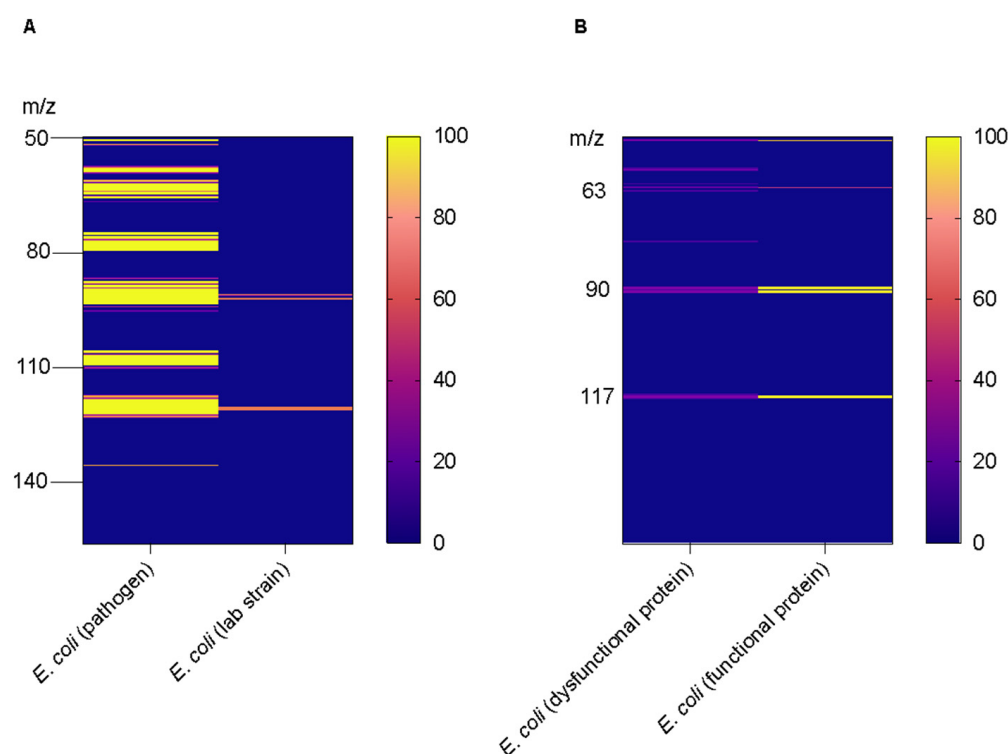 A
B
m/z
50
80
110
140
100
80
60
40
20
0
E. coli (pathogen)
E. coli (lab strain)
m/z
63
90
117
100
80
60
40
20
0
E. coli (dysfunctional protein)
E. coli (functional protein)